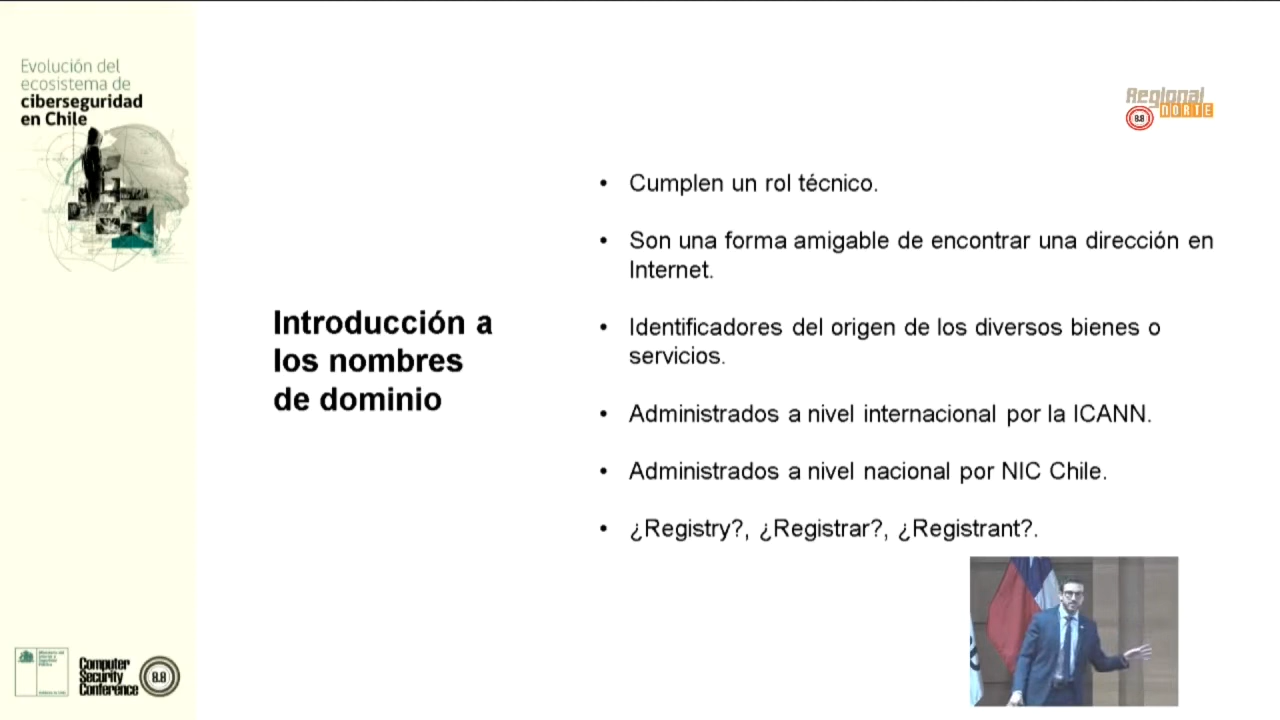 Evolución del
ecosistema de
ciberseguridad
en Chile
Regional
NORTE
8.8
Introducción a
los nombres
de dominio
• Cumplen un rol técnico.
• Son una forma amigable de encontrar una dirección en
Internet.
• Identificadores del origen de los diversos bienes o
servicios.
• Administrados a nivel internacional por la ICANN.
• Administrados a nivel nacional por NIC Chile.
• ¿Registry?, ¿Registrar?, ¿Registrant?.
Computer
Security
Conference
8.8